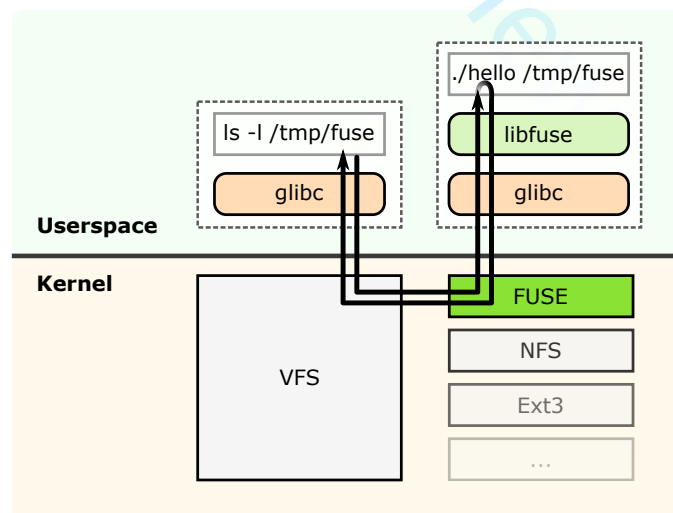 ./hello /tmp/fuse
ls -l /tmp/fuse
libfuse
glibc
glibc
Userspace
Kernel
FUSE
NFS
VFS
Ext3
...